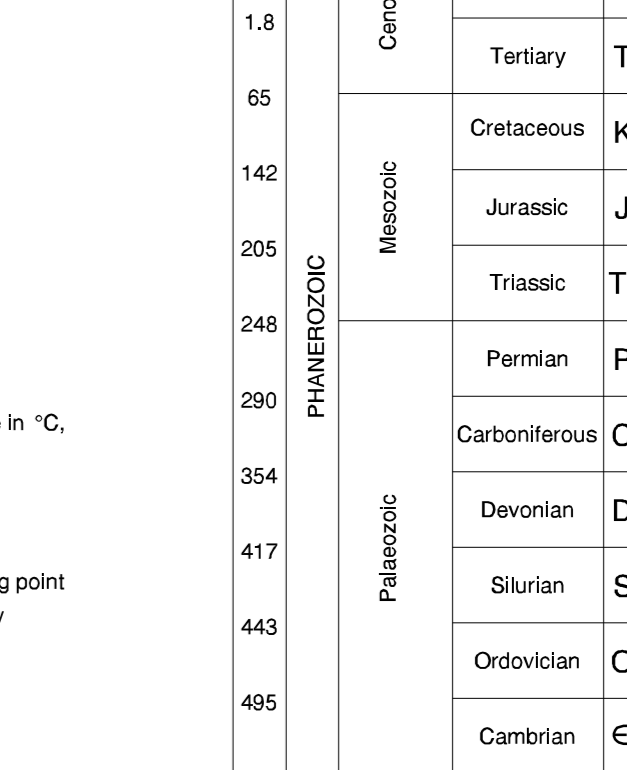 1.8
Ceno
Tertiary T
65
Cretaceous K
142
Mesozoic
Jurassic J
205
Triassic T
248
PHANEROZOIC
Permian P
290
e in °C,
Carboniferous C
354
Palaeozoic
Devonian D
417
g point
Silurian S
y
443
Ordovician O
495
Cambrian Є